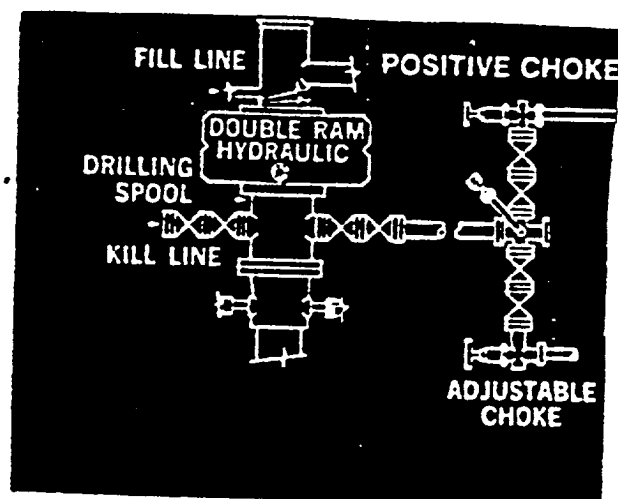 FILL LINE
POSITIVE CHOKE
DOUBLE RAM
HYDRAULIC
DRILLING
SPOOL
KILL LINE
ADJUSTABLE
CHOKE